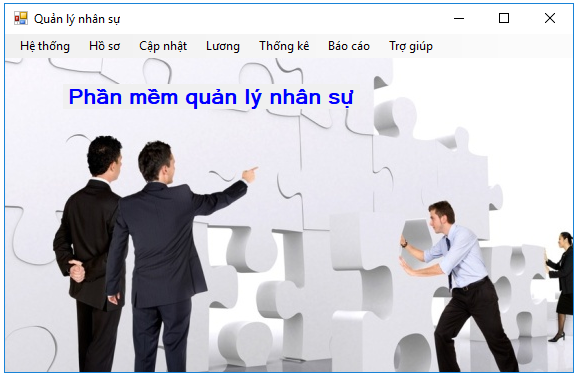 Quản lý nhân sự
Hệ thống Hồ sơ Cập nhật Lương Thống kê Báo cáo Trợ giúp
Phần mềm quản lý nhân sự